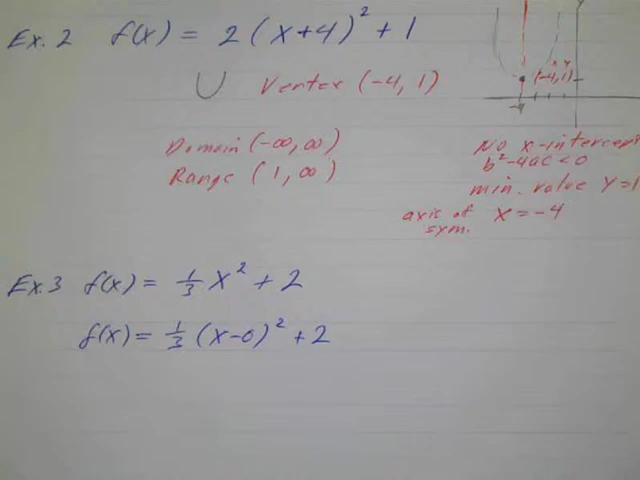 Ex. 2 f(x) = 2(x+4)² + 1
Y
(-4, 1)
-4
∪ Vertex (-4, 1)
Domain (-∞, ∞)
Range (1, ∞)
No x-intercept
b²-4ac < 0
min. value Y=1
axis of sym. X = -4
Ex. 3 f(x) = 1/3 x² + 2
f(x) = 1/3 (x-0)² + 2